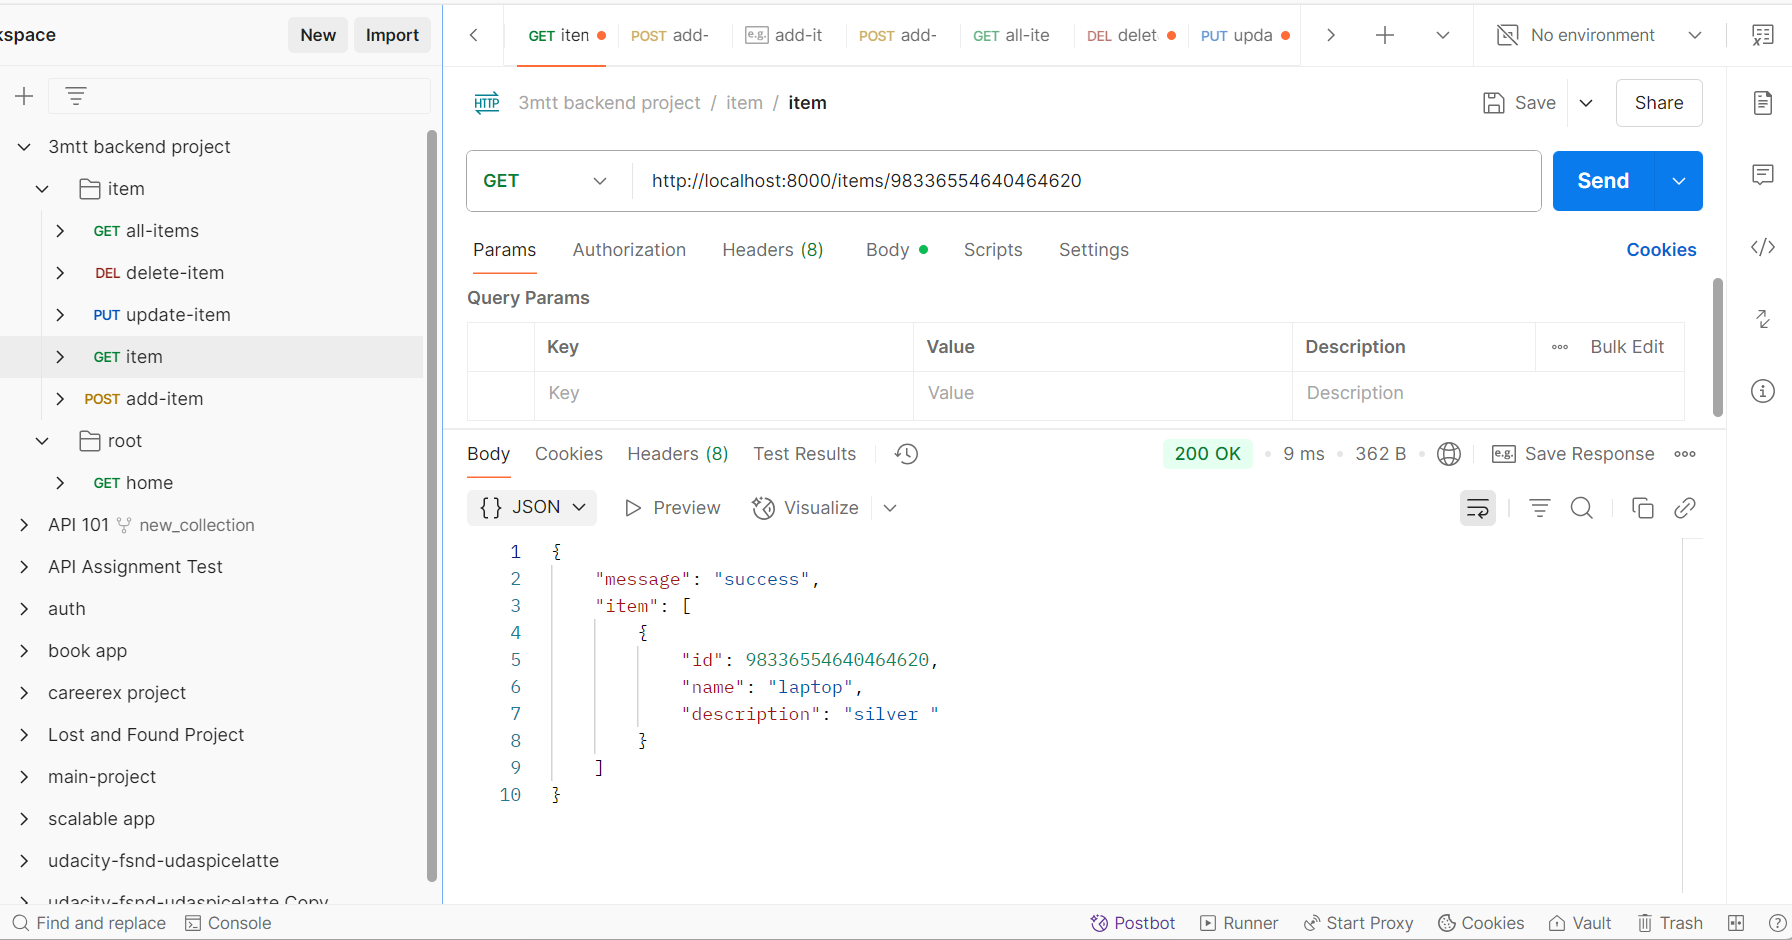 kspace
New
Import
GET iten
POST add-
e.g. add-it
POST add-
GET all-ite
DEL delet
PUT upda
No environment
HTTP 3mtt backend project / item / item
Save
Share
3mtt backend project
item
GET all-items
DEL delete-item
PUT update-item
GET item
POST add-item
root
GET home
API 101 new_collection
API Assignment Test
auth
book app
careerex project
Lost and Found Project
main-project
scalable app
udacity-fsnd-udaspicelatte
udacity-fsnd-udaspicelatte Copy
GET
http://localhost:8000/items/98336554640464620
Send
Params
Authorization
Headers (8)
Body
Scripts
Settings
Cookies
Query Params
Key Value Description Bulk Edit
Key Value Description
Body
Cookies
Headers (8)
Test Results
200 OK
9 ms
362 B
e.g. Save Response
{} JSON
Preview
Visualize
1 {
2 "message": "success",
3 "item": [
4 {
5 "id": 98336554640464620,
6 "name": "laptop",
7 "description": "silver "
8 }
9 ]
10 }
Find and replace
Console
Postbot
Runner
Start Proxy
Cookies
Vault
Trash